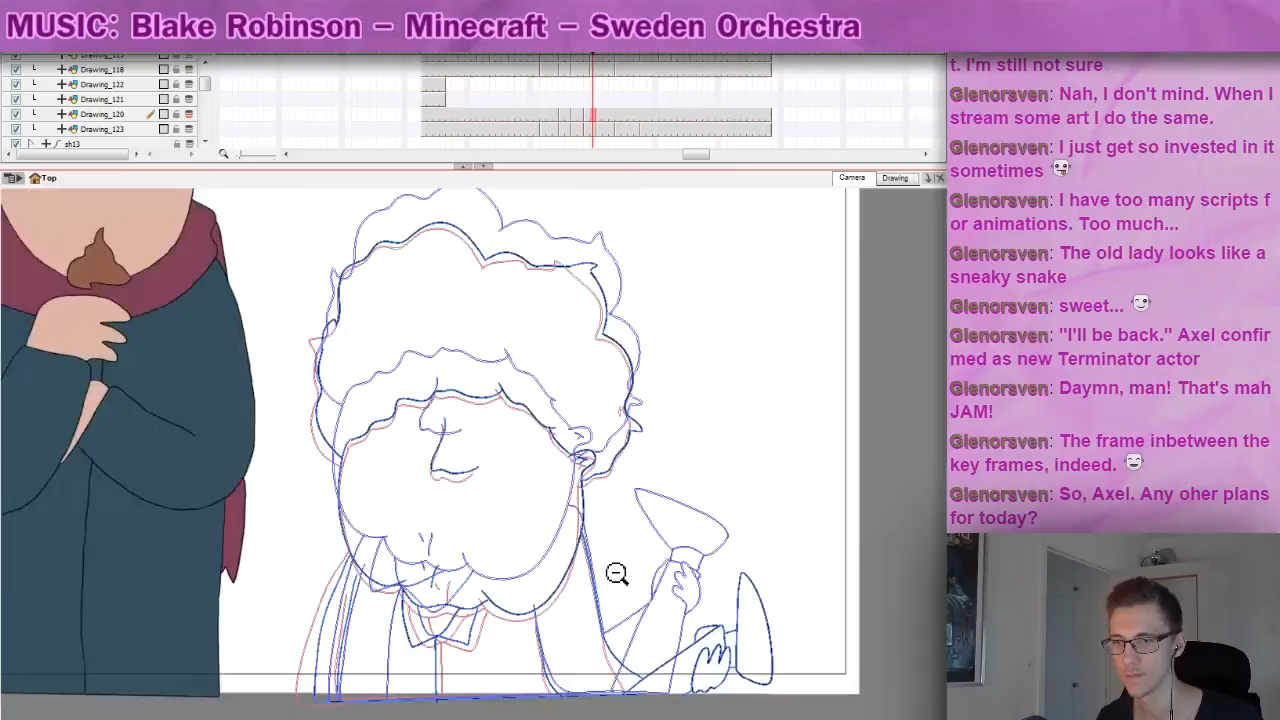 MUSIC: Blake Robinson – Minecraft – Sweden Orchestra
Drawing_118
Drawing_122
Drawing_121
Drawing_120
Drawing_123
sh13
Top
Camera
Drawing
t. I'm still not sure
Glenorsven: Nah, I don't mind. When I
stream some art I do the same.
Glenorsven: I just get so invested in it
sometimes
Glenorsven: I have too many scripts f
or animations. Too much...
Glenorsven: The old lady looks like a
sneaky snake
Glenorsven: sweet...
Glenorsven: "I'll be back." Axel confir
med as new Terminator actor
Glenorsven: Daymn, man! That's mah
JAM!
Glenorsven: The frame inbetween the
key frames, indeed.
Glenorsven: So, Axel. Any oher plans
for today?